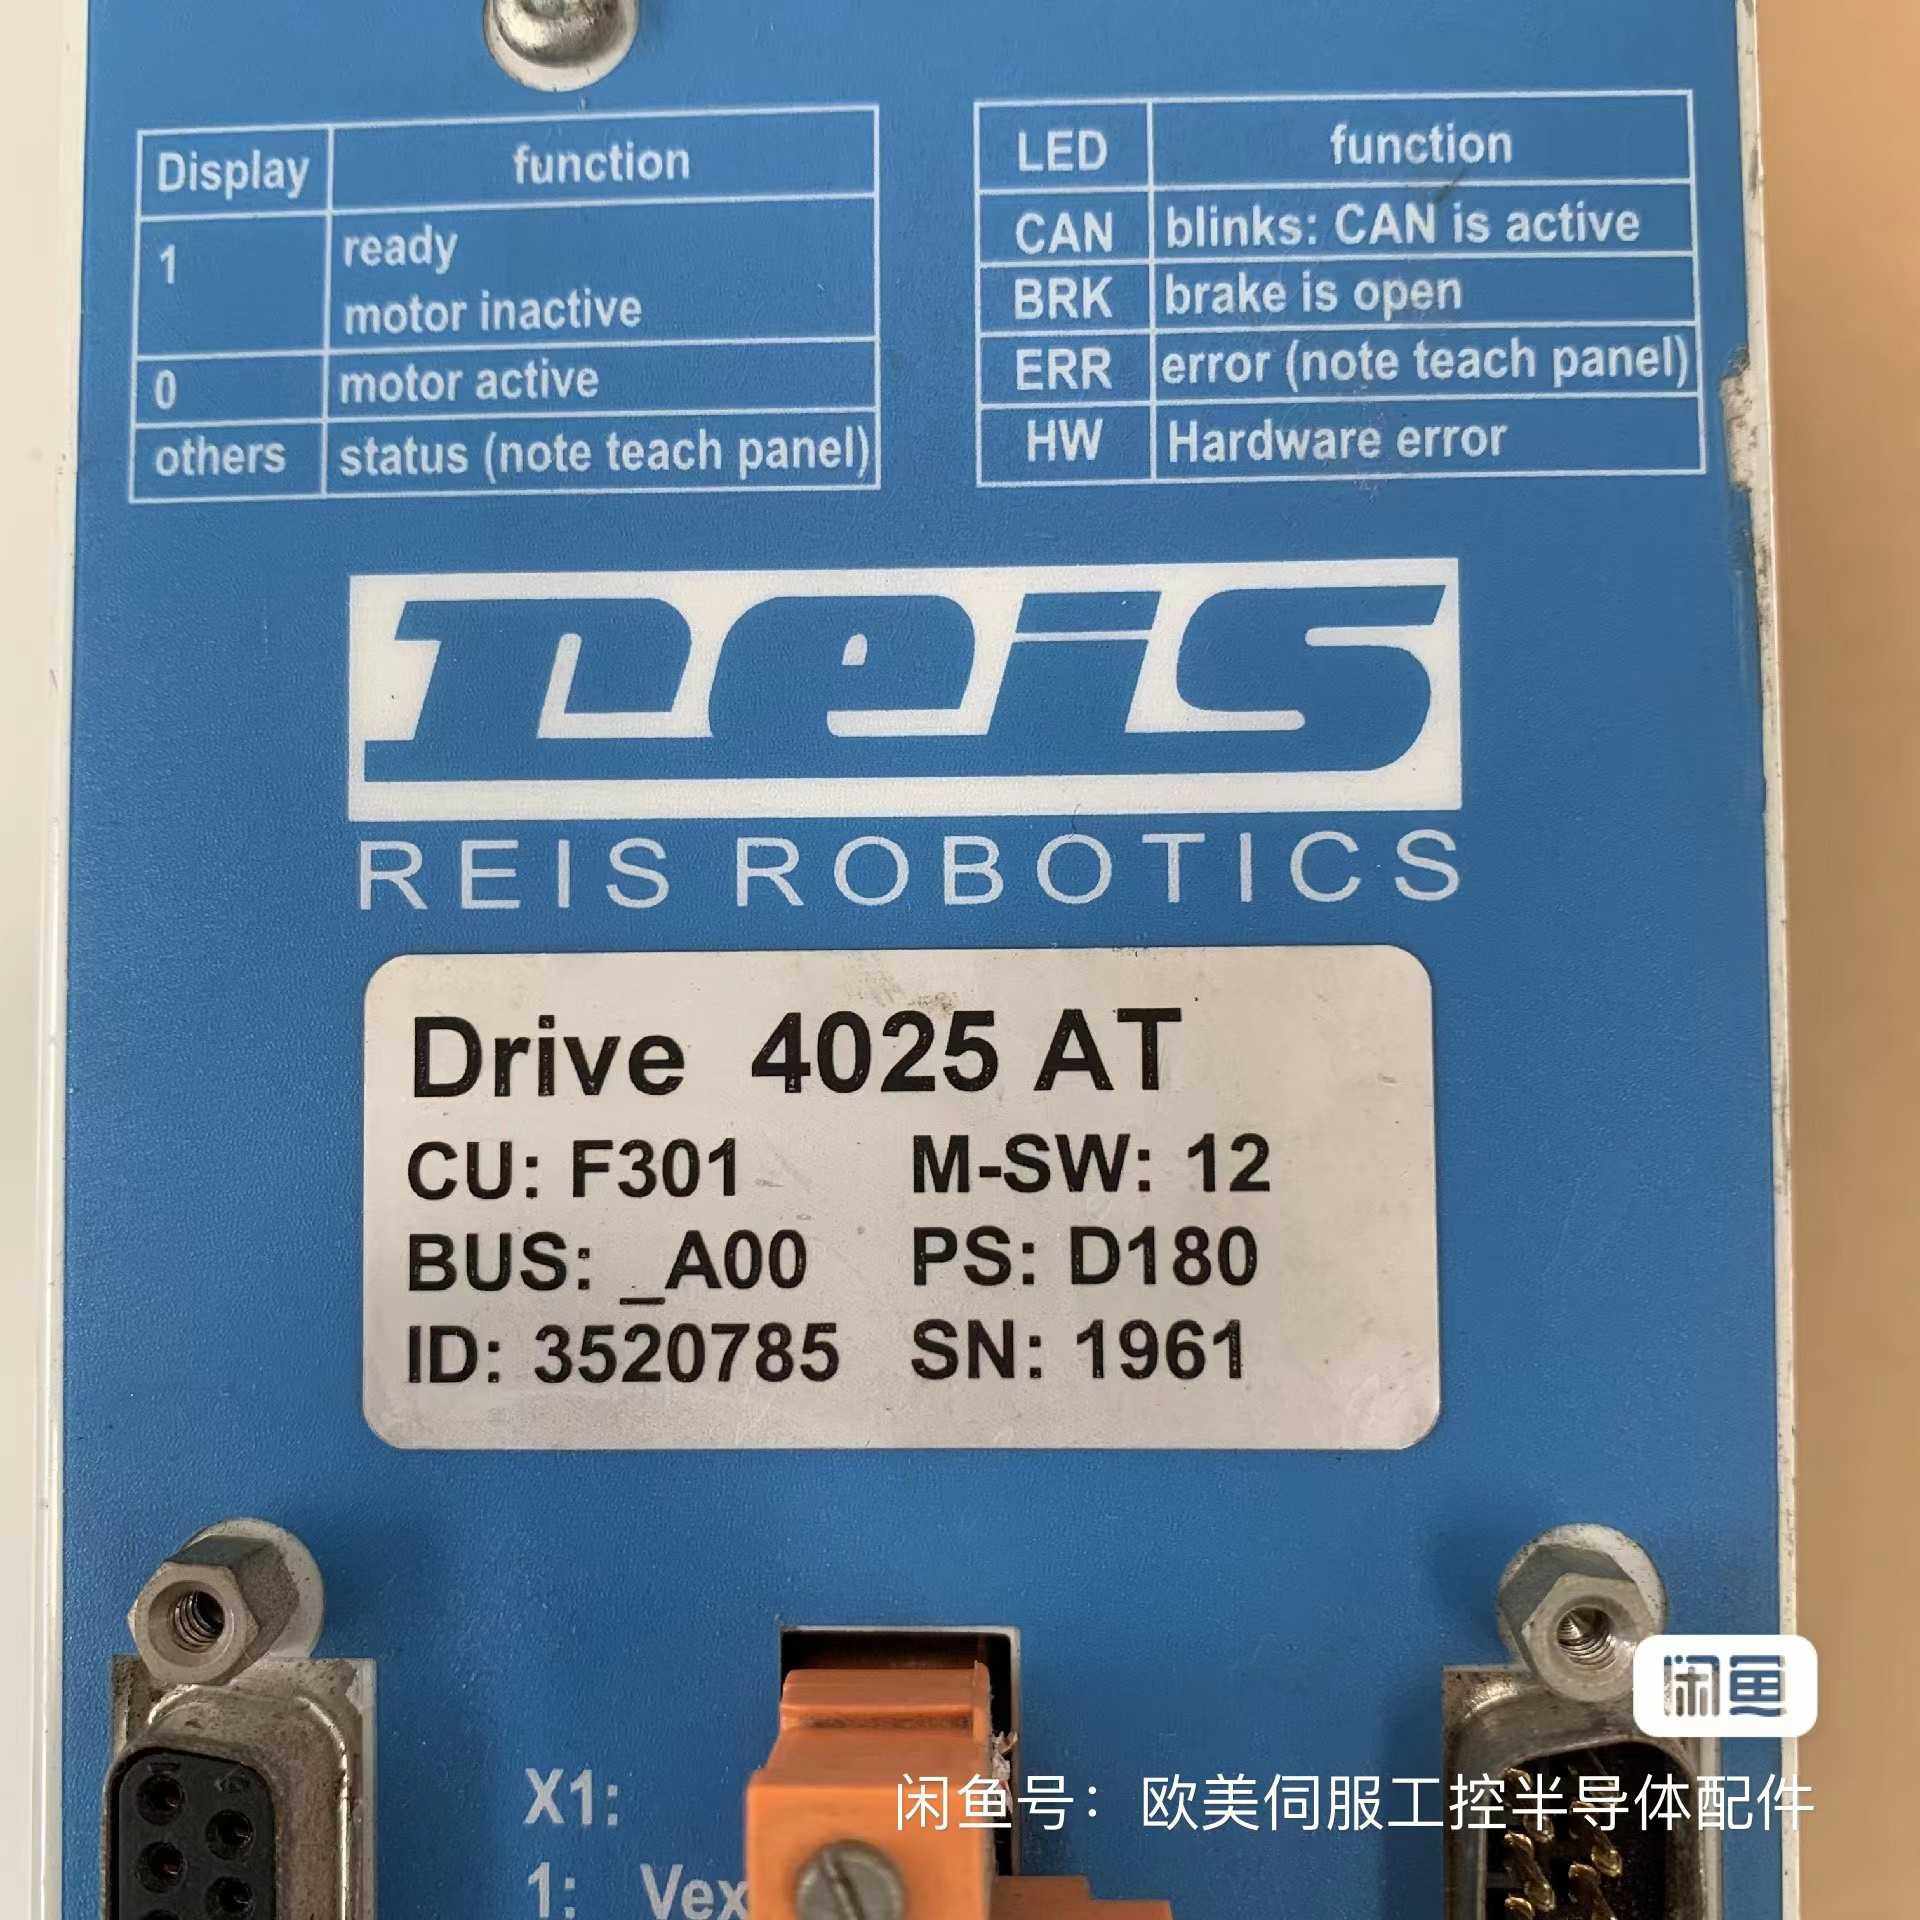 Display function
1 ready
motor inactive
0 motor active
others status (note teach panel)
LED function
CAN blinks: CAN is active
BRK brake is open
ERR error (note teach panel)
HW Hardware error
reis
REIS ROBOTICS
Drive 4025 AT
CU: F301 M-SW: 12
BUS: _A00 PS: D180
ID: 3520785 SN: 1961
闲鱼
X1:
闲鱼号：欧美伺服工控半导体配件
1: Vex